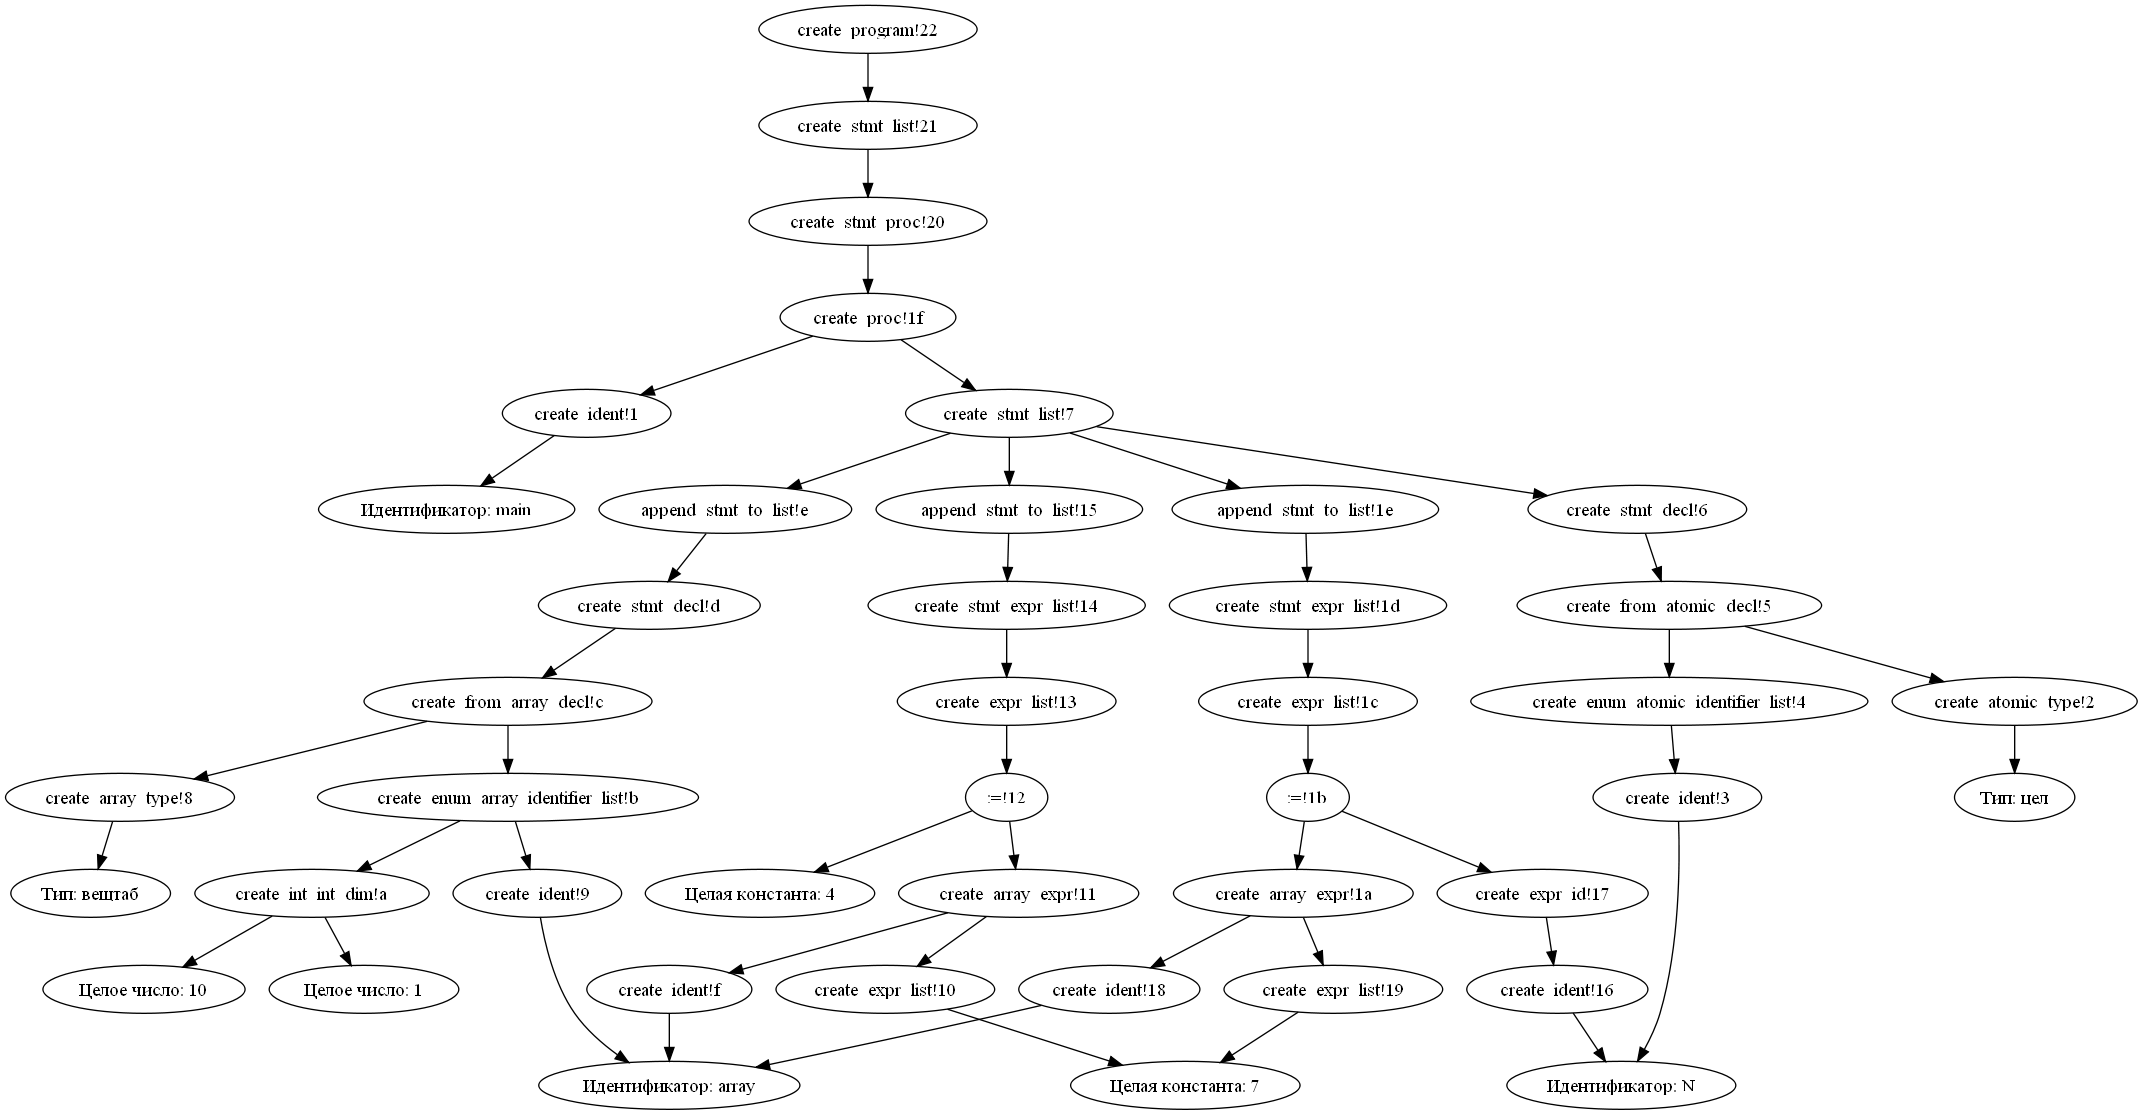 create program!22
create stmt list!21
create stmt proc!20
create proc!1f
create ident!1
create stmt list!7
Идентификатор: main
append stmt to list!e
append stmt to list!15
append stmt to list!1e
create stmt decl!6
create stmt decl!d
create stmt expr list!14
create stmt expr list!1d
create from atomic decl!5
create from array decl!c
create expr list!13
create expr list!1c
create enum atomic identifier list!4
create atomic type!2
create array type!8
create enum array identifier list!b
:=!12
:=!1b
create ident!3
Тип: цел
Тип: вештаб
create int int dim!a
create ident!9
Целая константа: 4
create array expr!11
create array expr!1a
create expr id!17
Целое число: 10
Целое число: 1
create ident!f
create expr list!10
create ident!18
create expr list!19
create ident!16
Идентификатор: array
Целая константа: 7
Идентификатор: N